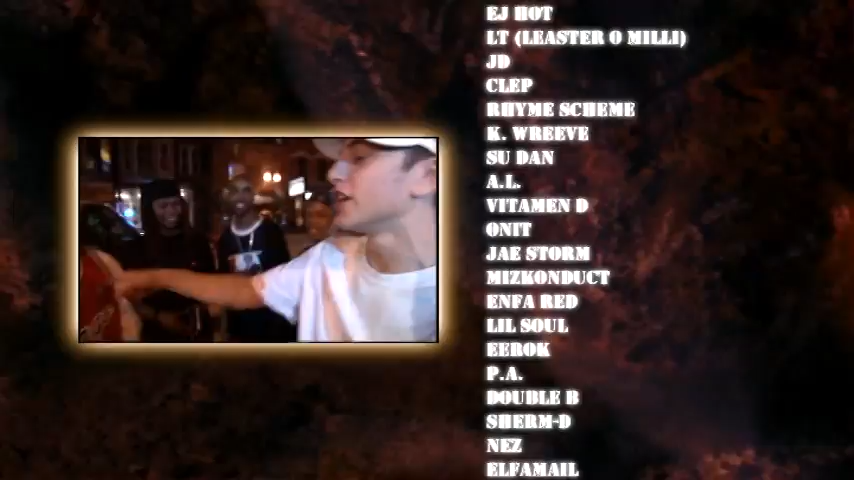 EJ HOT
LT (LEASTER O MILLI)
JD
CLEP
RHYME SCHEME
K. WREEVE
SU DAN
A.L.
VITAMEN D
ONIT
JAE STORM
MIZKONDUCT
ENFA RED
LIL SOUL
EEROK
P.A.
DOUBLE B
SHERM-D
NEZ
ELFAMAIL